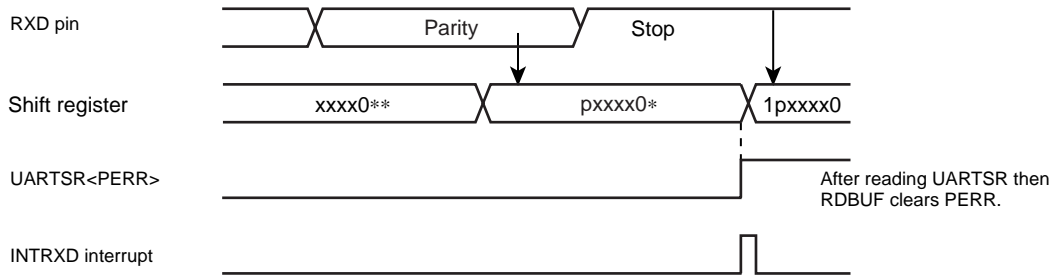 RXD pin
Parity
Stop
Shift register
xxxx0**
pxxxx0*
1pxxxx0
UARTSR<PERR>
After reading UARTSR then
RDBUF clears PERR.
INTRXD interrupt